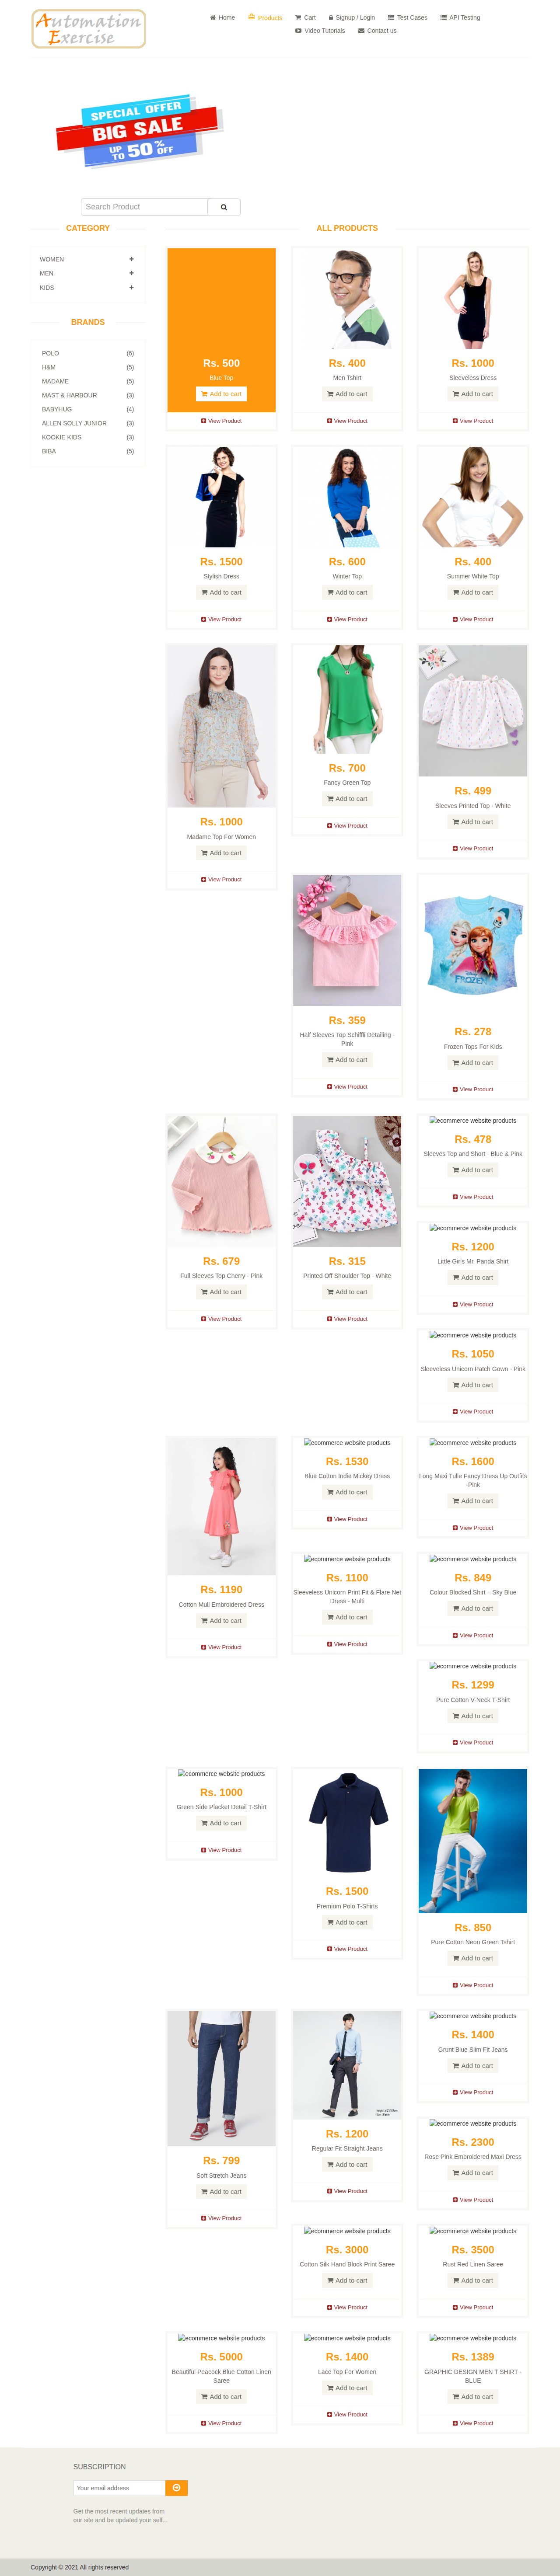 Automation
Exercise
Home
Products
Cart
Signup / Login
Test Cases
API Testing
Video Tutorials
Contact us
SPECIAL OFFER
BIG SALE
UP TO 50% OFF
Search Product
CATEGORY
WOMEN
MEN
KIDS
BRANDS
POLO (6)
H&M (5)
MADAME (5)
MAST & HARBOUR (3)
BABYHUG (4)
ALLEN SOLLY JUNIOR (3)
KOOKIE KIDS (3)
BIBA (5)
ALL PRODUCTS
Rs. 500
Blue Top
Add to cart
View Product
Rs. 400
Men Tshirt
Add to cart
View Product
Rs. 1000
Sleeveless Dress
Add to cart
View Product
Rs. 1500
Stylish Dress
Add to cart
View Product
Rs. 600
Winter Top
Add to cart
View Product
Rs. 400
Summer White Top
Add to cart
View Product
Rs. 1000
Madame Top For Women
Add to cart
View Product
Rs. 700
Fancy Green Top
Add to cart
View Product
Rs. 499
Sleeves Printed Top - White
Add to cart
View Product
Rs. 359
Half Sleeves Top Schiffli Detailing -
Pink
Add to cart
View Product
FROZEN
Rs. 278
Frozen Tops For Kids
Add to cart
View Product
Rs. 679
Full Sleeves Top Cherry - Pink
Add to cart
View Product
Rs. 315
Printed Off Shoulder Top - White
Add to cart
View Product
ecommerce website products
Rs. 478
Sleeves Top and Short - Blue & Pink
Add to cart
View Product
ecommerce website products
Rs. 1200
Little Girls Mr. Panda Shirt
Add to cart
View Product
ecommerce website products
Rs. 1050
Sleeveless Unicorn Patch Gown - Pink
Add to cart
View Product
Rs. 1190
Cotton Mull Embroidered Dress
Add to cart
View Product
ecommerce website products
Rs. 1530
Blue Cotton Indie Mickey Dress
Add to cart
View Product
ecommerce website products
Rs. 1600
Long Maxi Tulle Fancy Dress Up Outfits
-Pink
Add to cart
View Product
ecommerce website products
Rs. 1100
Sleeveless Unicorn Print Fit & Flare Net
Dress - Multi
Add to cart
View Product
ecommerce website products
Rs. 849
Colour Blocked Shirt – Sky Blue
Add to cart
View Product
ecommerce website products
Rs. 1299
Pure Cotton V-Neck T-Shirt
Add to cart
View Product
ecommerce website products
Rs. 1000
Green Side Placket Detail T-Shirt
Add to cart
View Product
Rs. 1500
Premium Polo T-Shirts
Add to cart
View Product
Rs. 850
Pure Cotton Neon Green Tshirt
Add to cart
View Product
Rs. 799
Soft Stretch Jeans
Add to cart
View Product
Rs. 1200
Regular Fit Straight Jeans
Add to cart
View Product
ecommerce website products
Rs. 1400
Grunt Blue Slim Fit Jeans
Add to cart
View Product
ecommerce website products
Rs. 2300
Rose Pink Embroidered Maxi Dress
Add to cart
View Product
ecommerce website products
Rs. 3000
Cotton Silk Hand Block Print Saree
Add to cart
View Product
ecommerce website products
Rs. 3500
Rust Red Linen Saree
Add to cart
View Product
ecommerce website products
Rs. 5000
Beautiful Peacock Blue Cotton Linen
Saree
Add to cart
View Product
ecommerce website products
Rs. 1400
Lace Top For Women
Add to cart
View Product
ecommerce website products
Rs. 1389
GRAPHIC DESIGN MEN T SHIRT -
BLUE
Add to cart
View Product
SUBSCRIPTION
Your email address
Get the most recent updates from
our site and be updated your self...
Copyright © 2021 All rights reserved